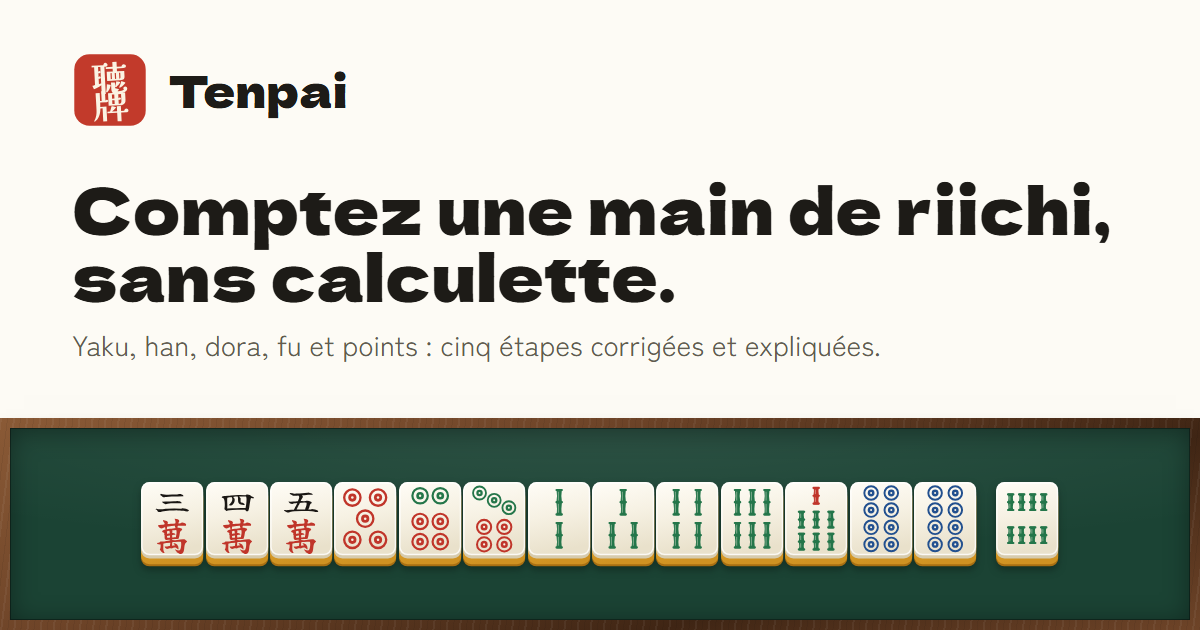 聴牌
Tenpai
Comptez une main de riichi,
sans calculette.
Yaku, han, dora, fu et points : cinq étapes corrigées et expliquées.
三萬 四萬 五萬